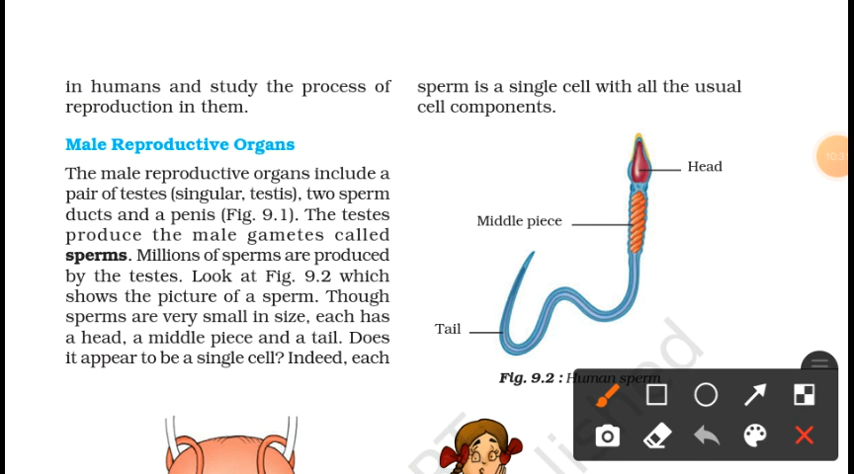 in humans and study the process of
reproduction in them.
Male Reproductive Organs
The male reproductive organs include a
pair of testes (singular, testis), two sperm
ducts and a penis (Fig. 9.1). The testes
produce the male gametes called
sperms. Millions of sperms are produced
by the testes. Look at Fig. 9.2 which
shows the picture of a sperm. Though
sperms are very small in size, each has
a head, a middle piece and a tail. Does
it appear to be a single cell? Indeed, each
sperm is a single cell with all the usual
cell components.
Head
Middle piece
Tail
Fig. 9.2 : Human sperm